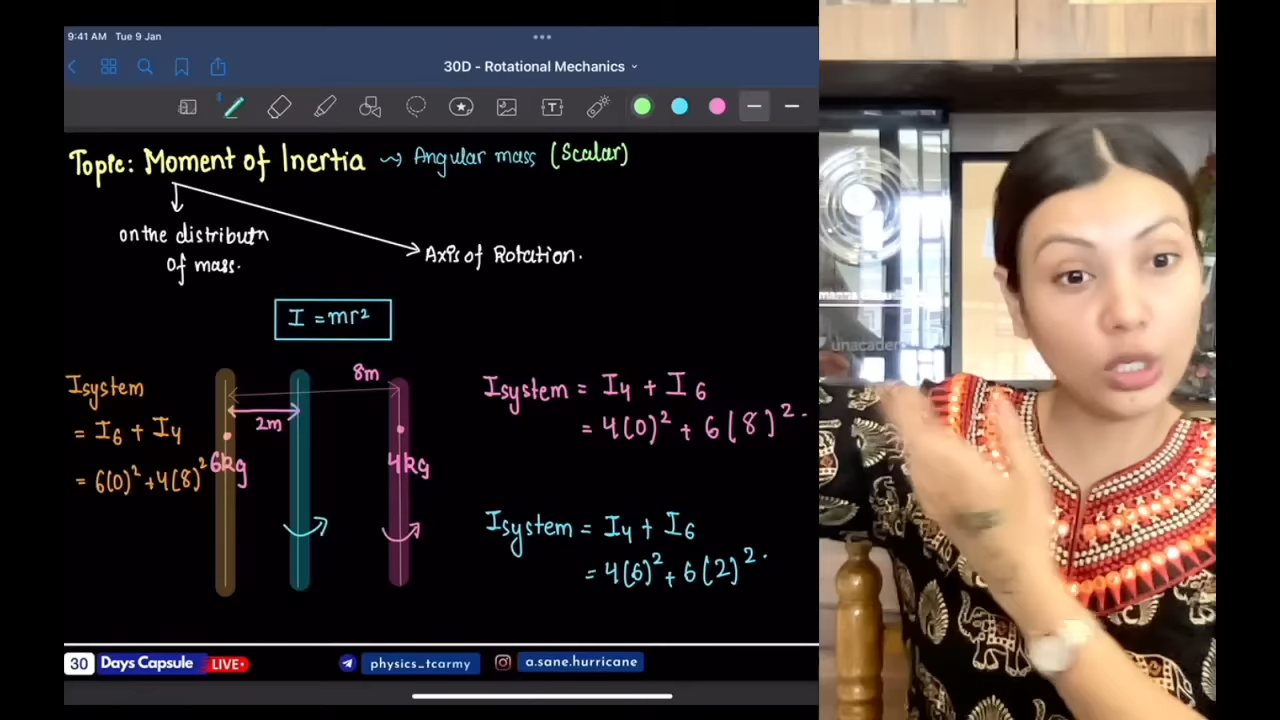 9:41 AM Tue 9 Jan
30D - Rotational Mechanics
Topic: Moment of Inertia ~> Angular mass (Scalar)
on the distributn
of mass.
Axis of Rotation.
I = mr²
8m
2m
6kg
4kg
Isystem
= I6 + I4
= 6(0)² + 4(8)²
Isystem = I4 + I6
= 4(0)² + 6(8)².
Isystem = I4 + I6
= 4(6)² + 6(2)².
unacadem
30 Days Capsule LIVE
physics_tcarmy
a.sane.hurricane